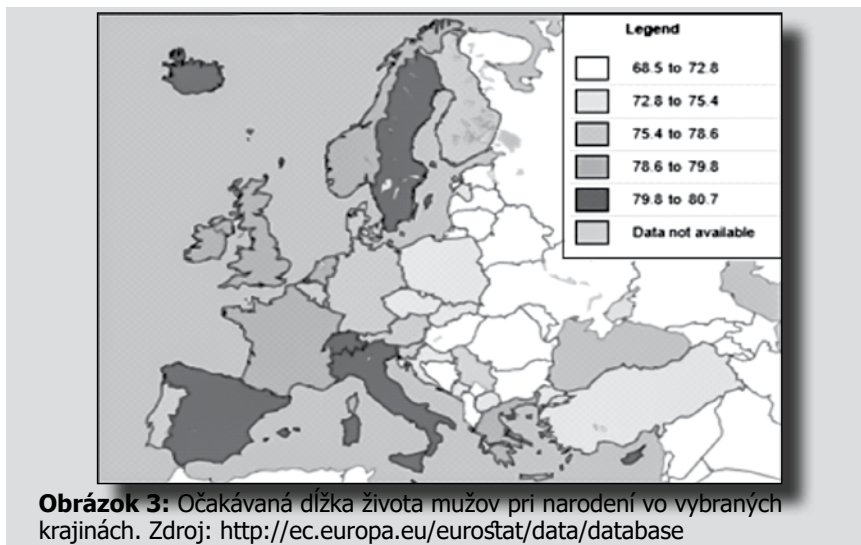 Legend
68.5 to 72.8
72.8 to 75.4
75.4 to 78.6
78.6 to 79.8
79.8 to 80.7
Data not available
Obrázok 3: Očakávaná dĺžka života mužov pri narodení vo vybraných
krajinách. Zdroj: http://ec.europa.eu/eurostat/data/database